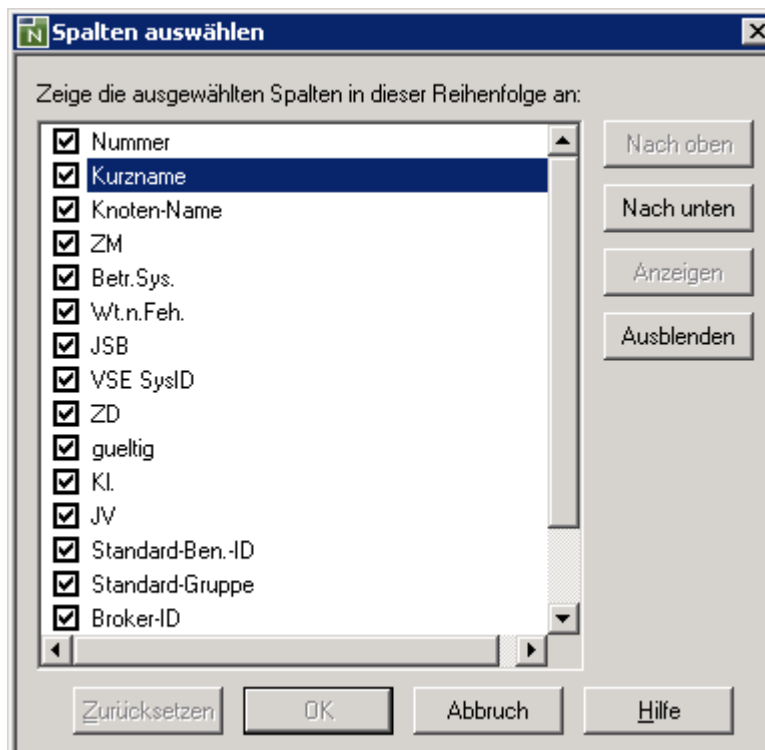 Spalten auswählen
Zeige die ausgewählten Spalten in dieser Reihenfolge an:
Nummer
Kurzname
Knoten-Name
ZM
Betr.Sys.
Wt.n.Feh.
JSB
VSE SysID
ZD
gueltig
Kl.
JV
Standard-Ben.-ID
Standard-Gruppe
Broker-ID
Nach oben
Nach unten
Anzeigen
Ausblenden
Zurücksetzen
OK
Abbruch
Hilfe